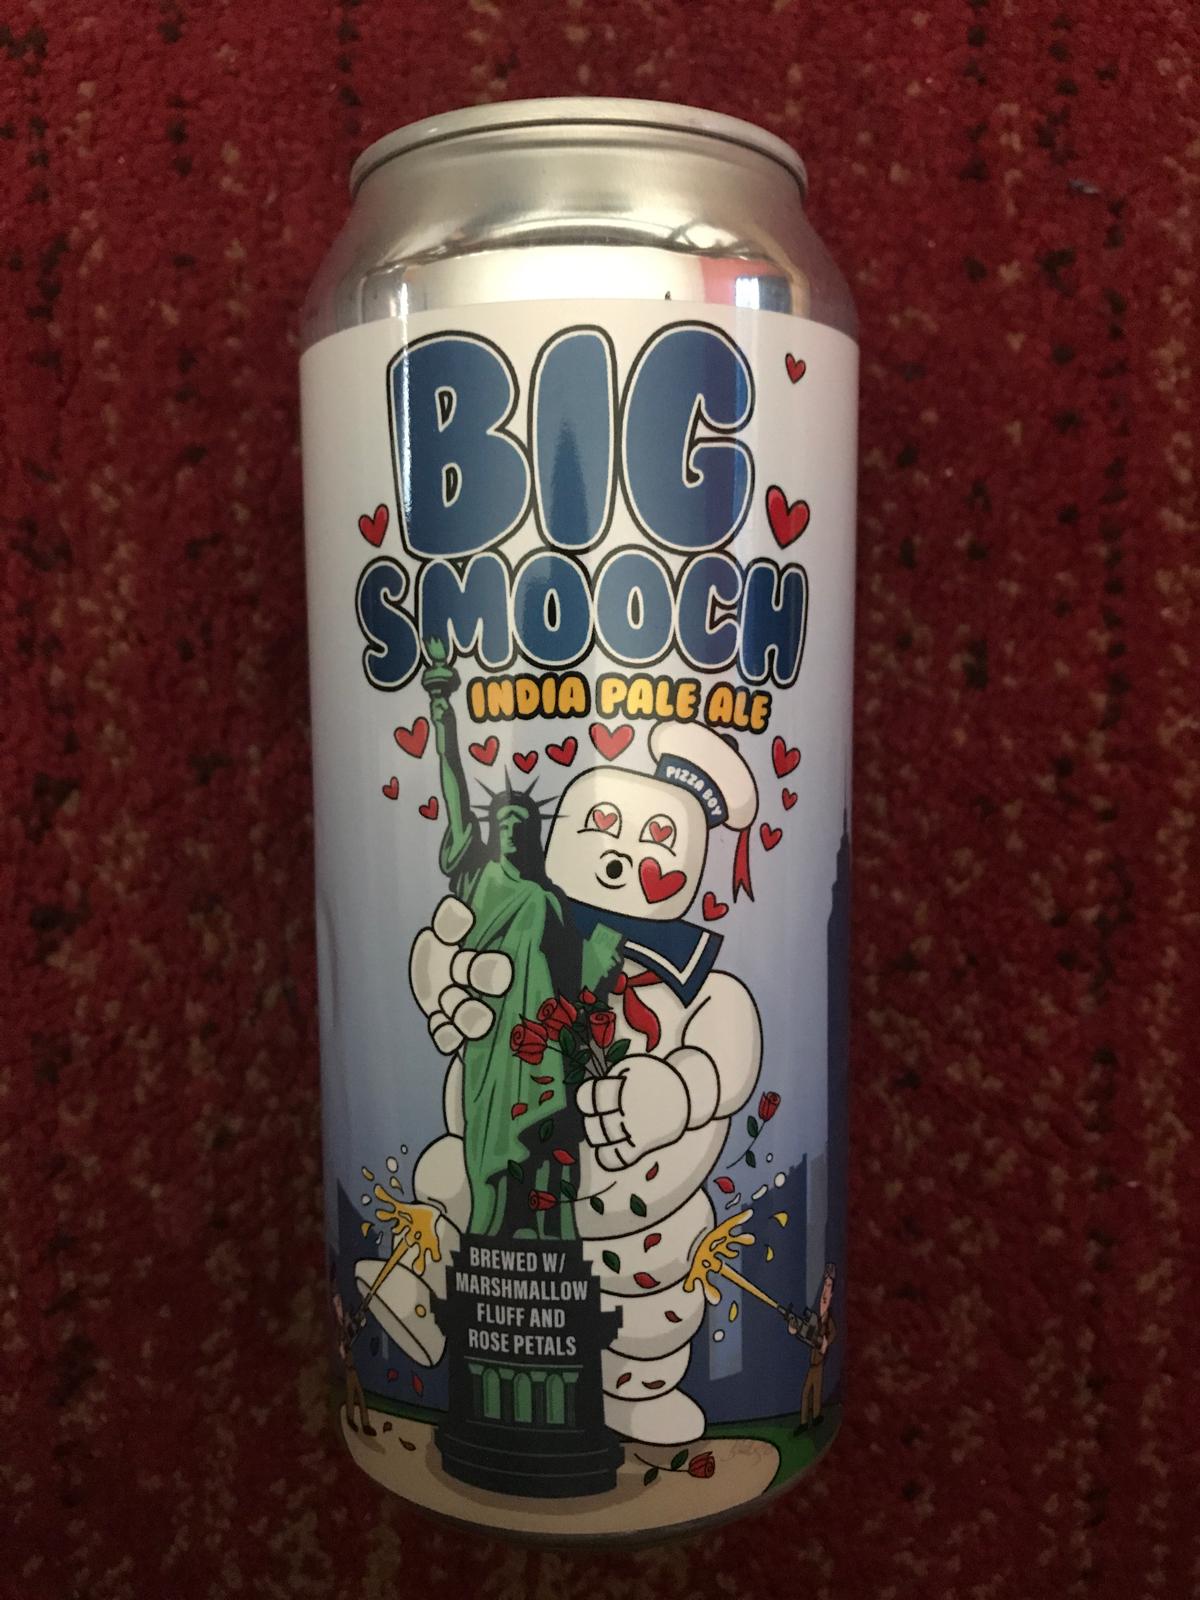 BIG
SMOOCH
INDIA PALE ALE
PIZZA BOY
BREWED W/
MARSHMALLOW
FLUFF AND
ROSE PETALS